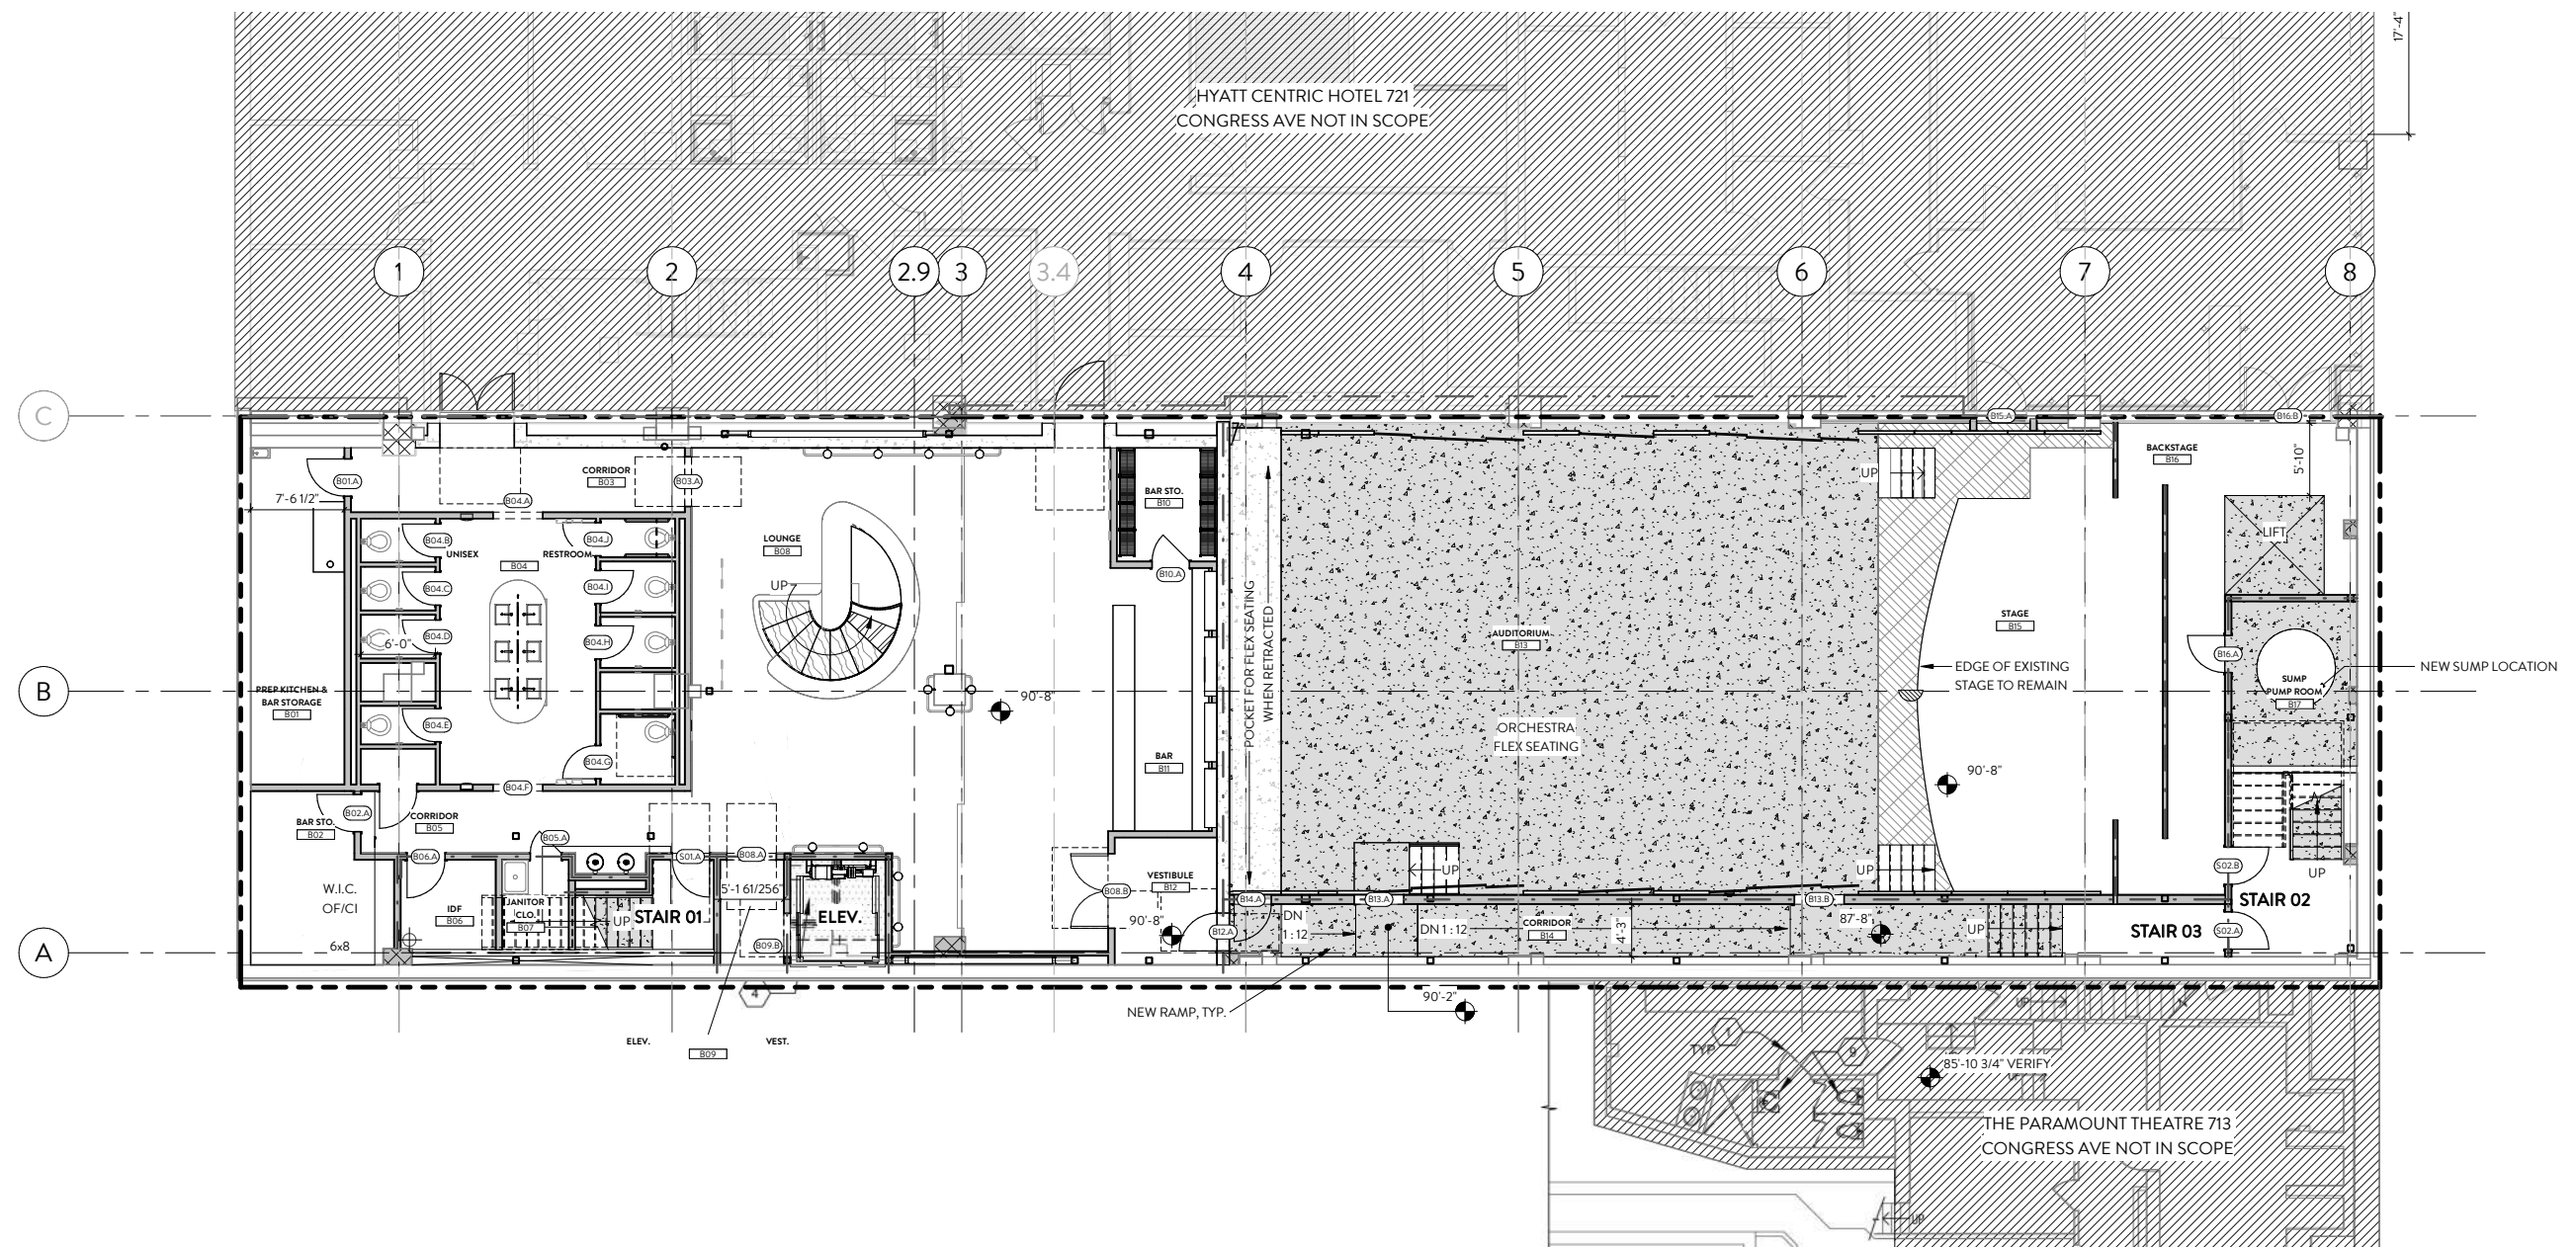 17'-4"
HYATT CENTRIC HOTEL 721
CONGRESS AVE NOT IN SCOPE
1
2
2.9
3
3.4
4
5
6
7
8
C
B15.A
B16.B
B01.A
CORRIDOR
B03
B03.A
7'-6 1/2"
B04.A
BAR STO.
B10
UP
BACKSTAGE
B16
5'-10"
B04.B
UNISEX
RESTROOM
B04
B04.J
LOUNGE
B08
LIFT
B04.C
B04.I
UP
B10.A
B04.D
6'-0"
B04.H
POCKET FOR FLEX SEATING
WHEN RETRACTED
AUDITORIUM
B13
STAGE
B15
B16.A
EDGE OF EXISTING
STAGE TO REMAIN
NEW SUMP LOCATION
SUMP
PUMP ROOM
B17
B
PREP KITCHEN &
BAR STORAGE
B01
90'-8"
B04.E
ORCHESTRA
FLEX SEATING
B04.G
BAR
B11
90'-8"
B04.F
B02.A
BAR STO.
B02
CORRIDOR
B05
B05.A
B06.A
S01.A
B08.A
UP
UP
S02.B
UP
W.I.C.
OF/CI
5'-1 61/256"
VESTIBULE
B12
B08.B
B14.A
B13.A
B13.B
STAIR 02
IDF
B06
JANITOR
CLO.
B07
UP
STAIR 01
ELEV.
90'-8"
DN
1:12
DN 1:12
CORRIDOR
B14
4'-3"
87'-8"
UP
STAIR 03
S02.A
B12.A
6x8
B09.B
A
4
NEW RAMP, TYP.
90'-2"
UP
ELEV.
VEST.
B09
1
TYP
9
85'-10 3/4" VERIFY
UP
THE PARAMOUNT THEATRE 713
CONGRESS AVE NOT IN SCOPE
UP